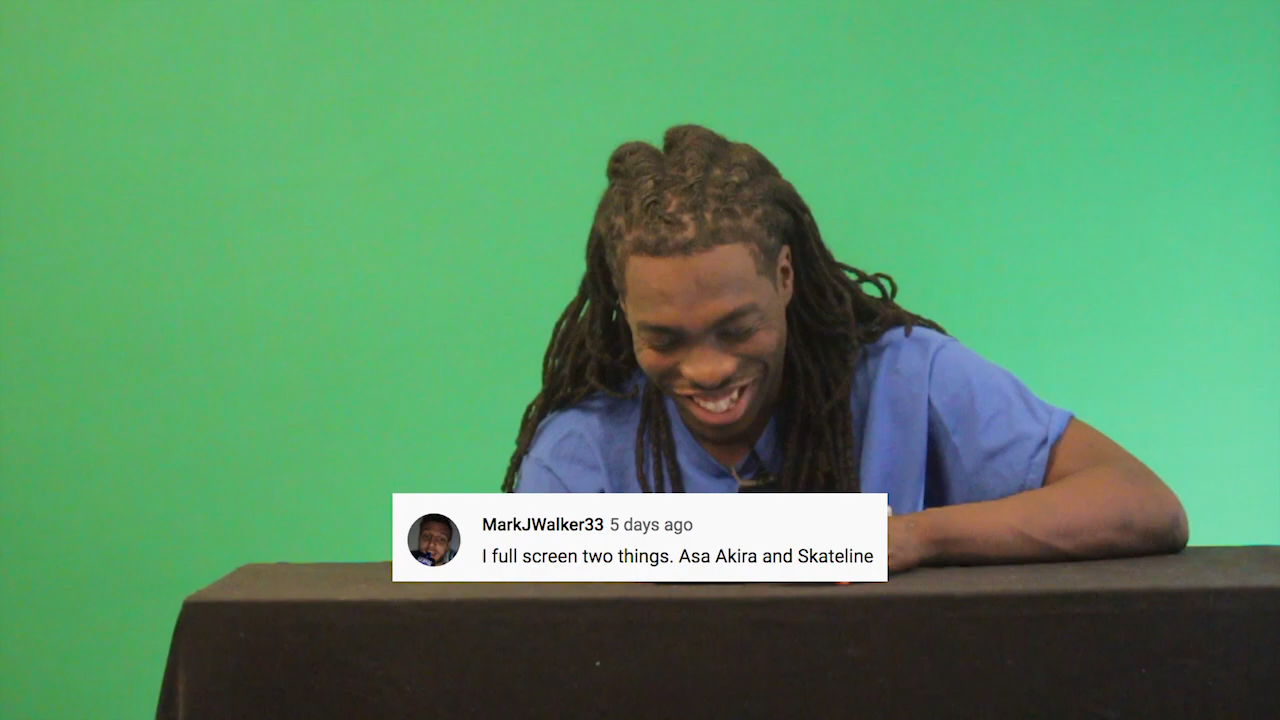 MarkJWalker33 5 days ago
I full screen two things. Asa Akira and Skateline